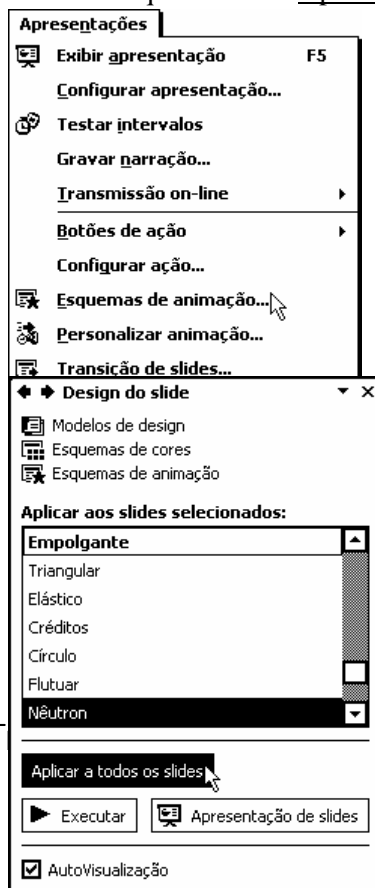 Apresentações
Exibir apresentação F5
Configurar apresentação...
Testar intervalos
Gravar narração...
Transmissão on-line
Botões de ação
Configurar ação...
Esquemas de animação...
Personalizar animação...
Transição de slides...
Design do slide
Modelos de design
Esquemas de cores
Esquemas de animação
Aplicar aos slides selecionados:
Empolgante
Triangular
Elástico
Créditos
Círculo
Flutuar
Nêutron
Aplicar a todos os slides
Executar Apresentação de slides
AutoVisualização